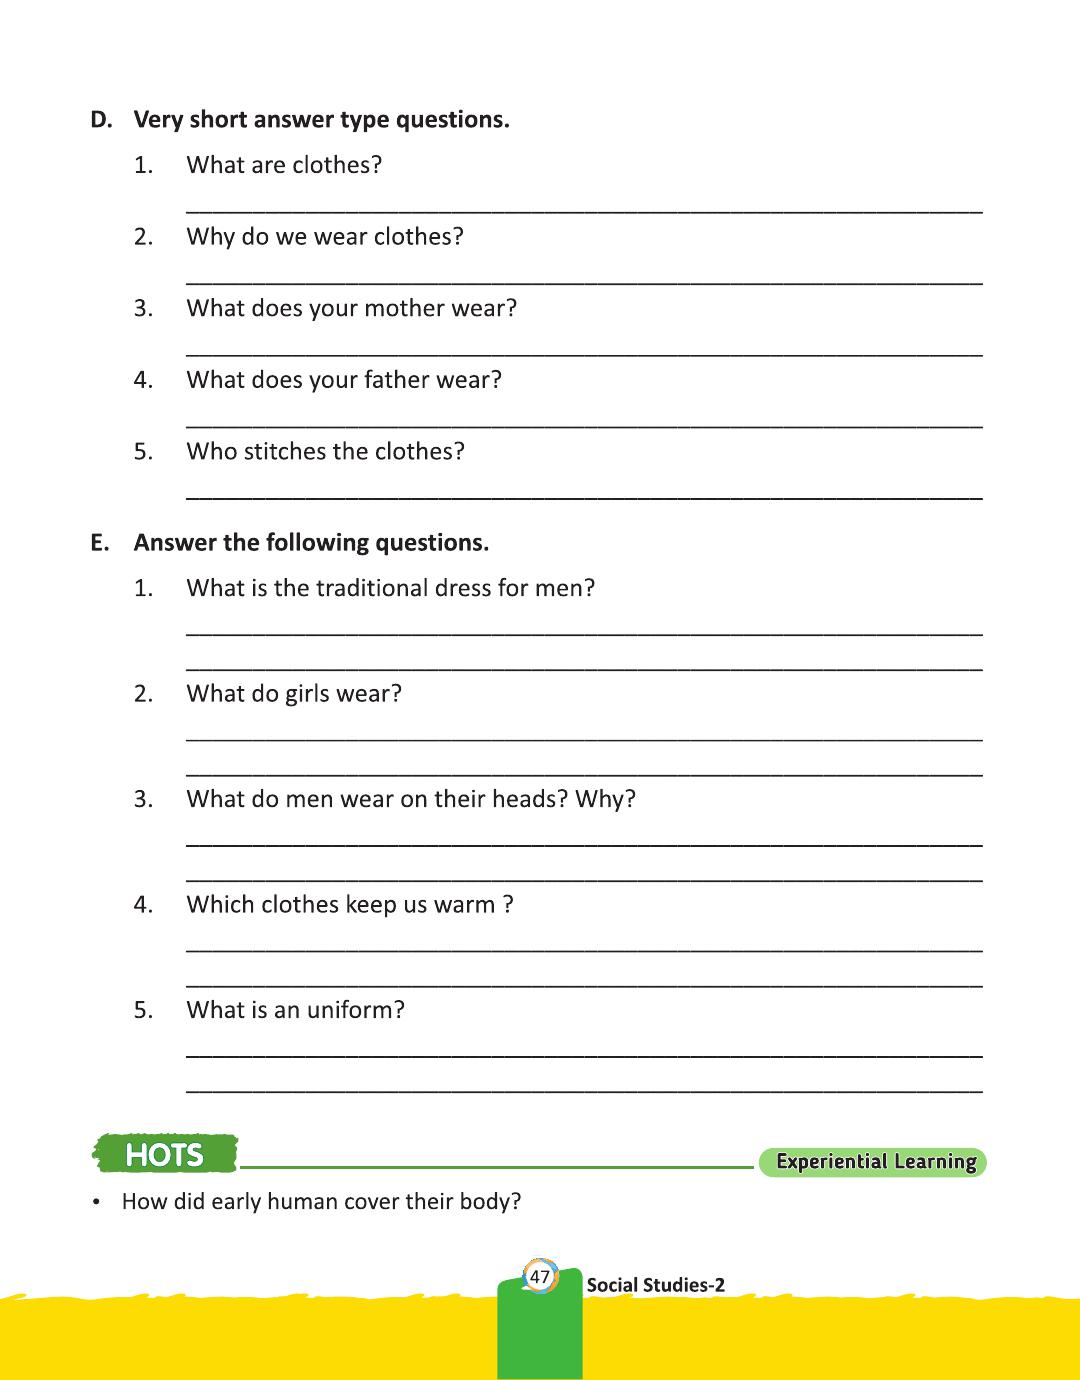 D. Very short answer type questions.
1. What are clothes?
2. Why do we wear clothes?
3. What does your mother wear?
4. What does your father wear?
5. Who stitches the clothes?
E. Answer the following questions.
1. What is the traditional dress for men?
2. What do girls wear?
3. What do men wear on their heads? Why?
4. Which clothes keep us warm ?
5. What is an uniform?
HOTS
Experiential Learning
• How did early human cover their body?
47
Social Studies-2